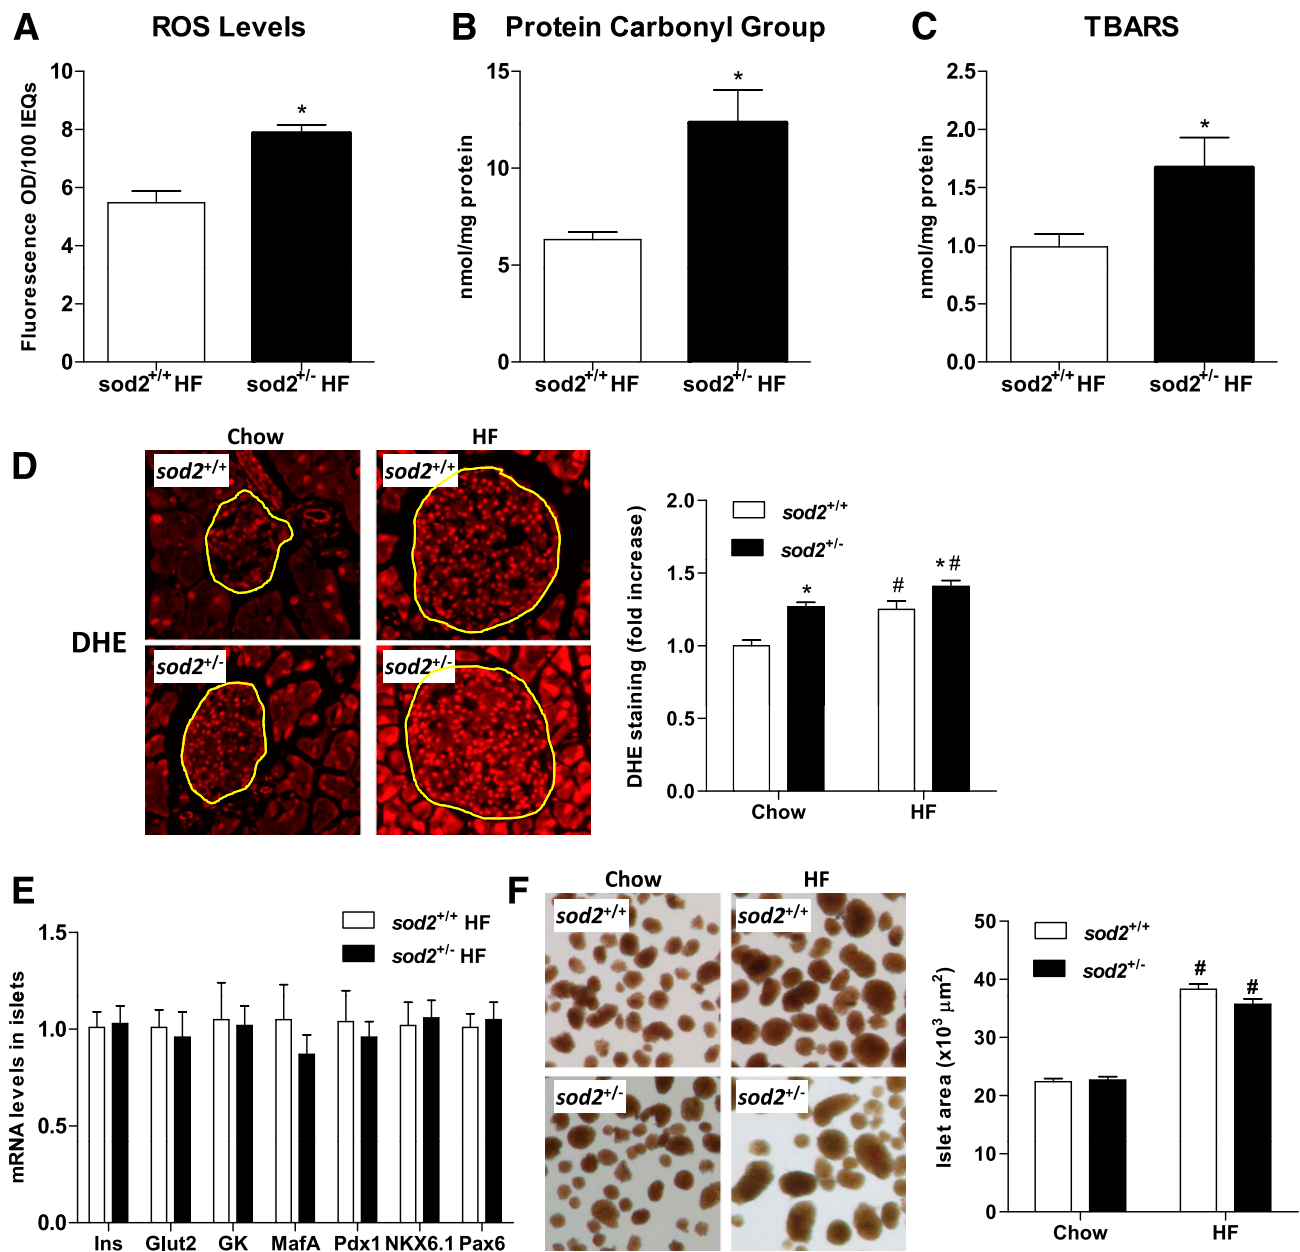 A ROS Levels
Fluorescence OD/100 IEQs
10
8
6
4
2
0
*
sod2+/+ HF sod2+/- HF
B Protein Carbonyl Group
nmol/mg protein
15
10
5
0
*
sod2+/+ HF sod2+/- HF
C TBARS
nmol/mg protein
2.5
2.0
1.5
1.0
0.5
0.0
*
sod2+/+ HF sod2+/- HF
D
Chow HF
DHE
sod2+/+ sod2+/+
sod2+/- sod2+/-
DHE staining (fold increase)
2.0
1.5
1.0
0.5
0.0
sod2+/+
sod2+/-
* # * #
Chow HF
E
mRNA levels in islets
1.5
1.0
0.5
0.0
sod2+/+ HF
sod2+/- HF
Ins Glut2 GK MafA Pdx1 NKX6.1 Pax6
F
Chow HF
sod2+/+ sod2+/+
sod2+/- sod2+/-
Islet area (x10³ µm²)
50
40
30
20
10
0
sod2+/+
sod2+/-
# #
Chow HF